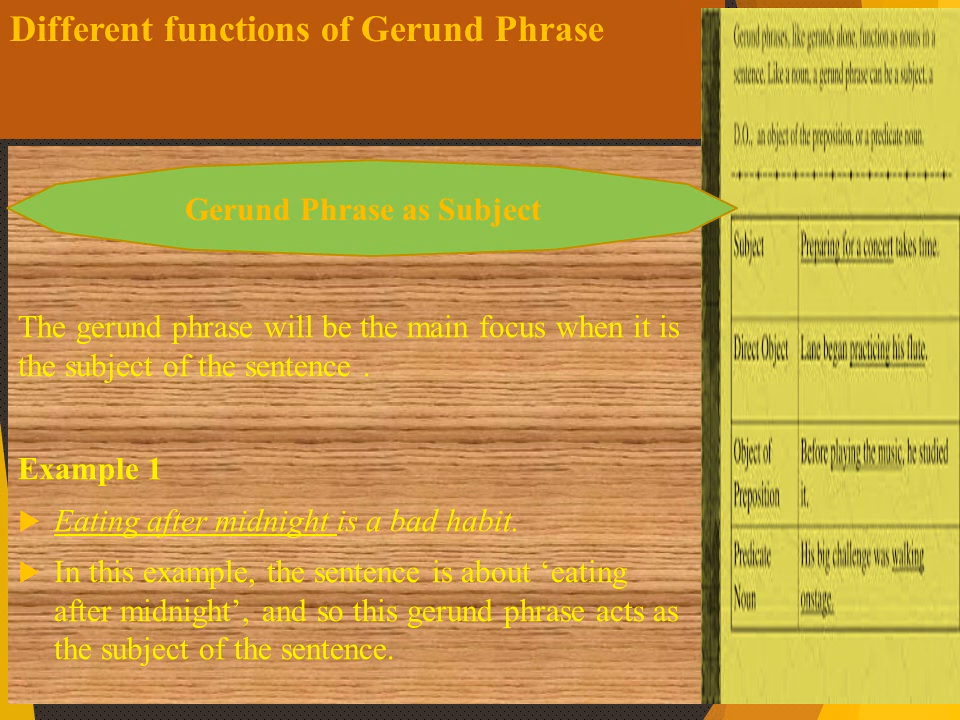 Different functions of Gerund Phrase
Gerund Phrase as Subject
The gerund phrase will be the main focus when it is
the subject of the sentence .
Example 1
Eating after midnight is a bad habit.
In this example, the sentence is about ‘eating
after midnight’, and so this gerund phrase acts as
the subject of the sentence.
Gerund phrases, like gerunds alone, function as nouns in a
sentence. Like a noun, a gerund phrase can be a subject, a
D.O., an object of the preposition, or a predicate noun.
Subject
Preparing for a concert takes time.
Direct Object
Lane began practicing his flute.
Object of
Preposition
Before playing the music, he studied
it.
Predicate
Noun
His big challenge was walking
onstage.